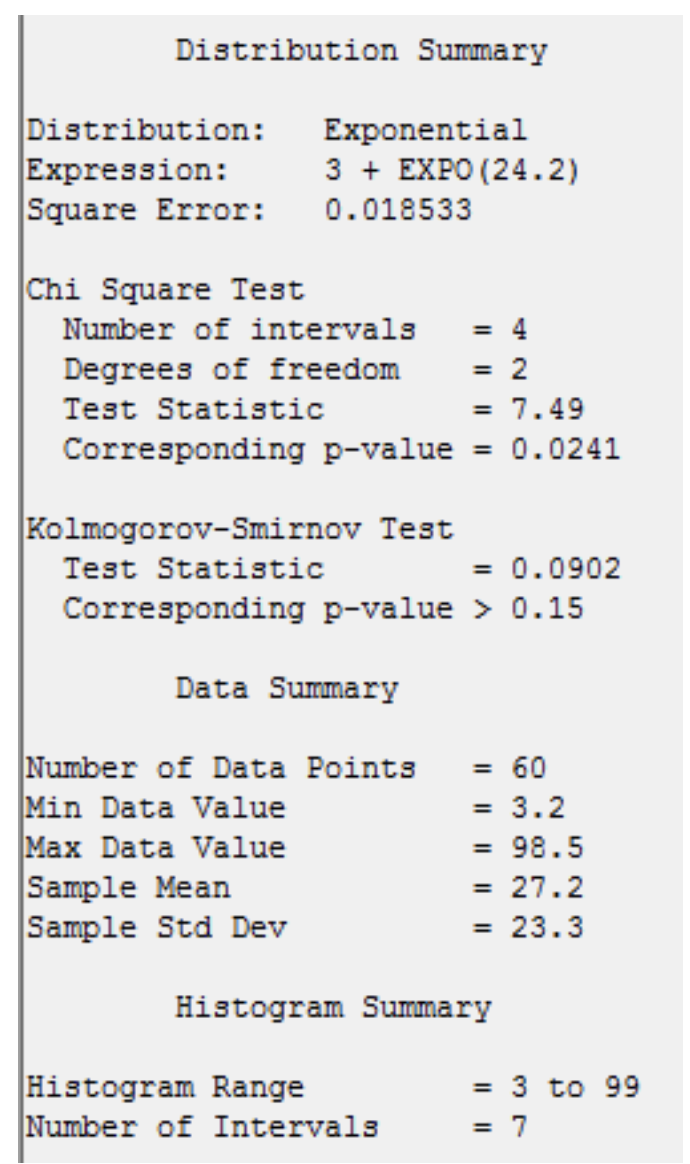 Distribution Summary
Distribution: Exponential
Expression: 3 + EXPO(24.2)
Square Error: 0.018533
Chi Square Test
Number of intervals = 4
Degrees of freedom = 2
Test Statistic = 7.49
Corresponding p-value = 0.0241
Kolmogorov-Smirnov Test
Test Statistic = 0.0902
Corresponding p-value > 0.15
Data Summary
Number of Data Points = 60
Min Data Value = 3.2
Max Data Value = 98.5
Sample Mean = 27.2
Sample Std Dev = 23.3
Histogram Summary
Histogram Range = 3 to 99
Number of Intervals = 7